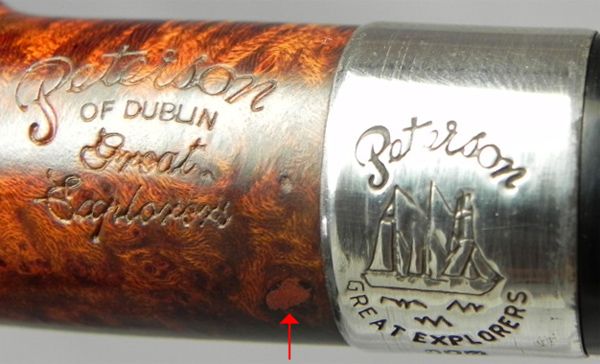 Peterson
OF DUBLIN
Great
Explorers
Peterson
GREAT EXPLORERS